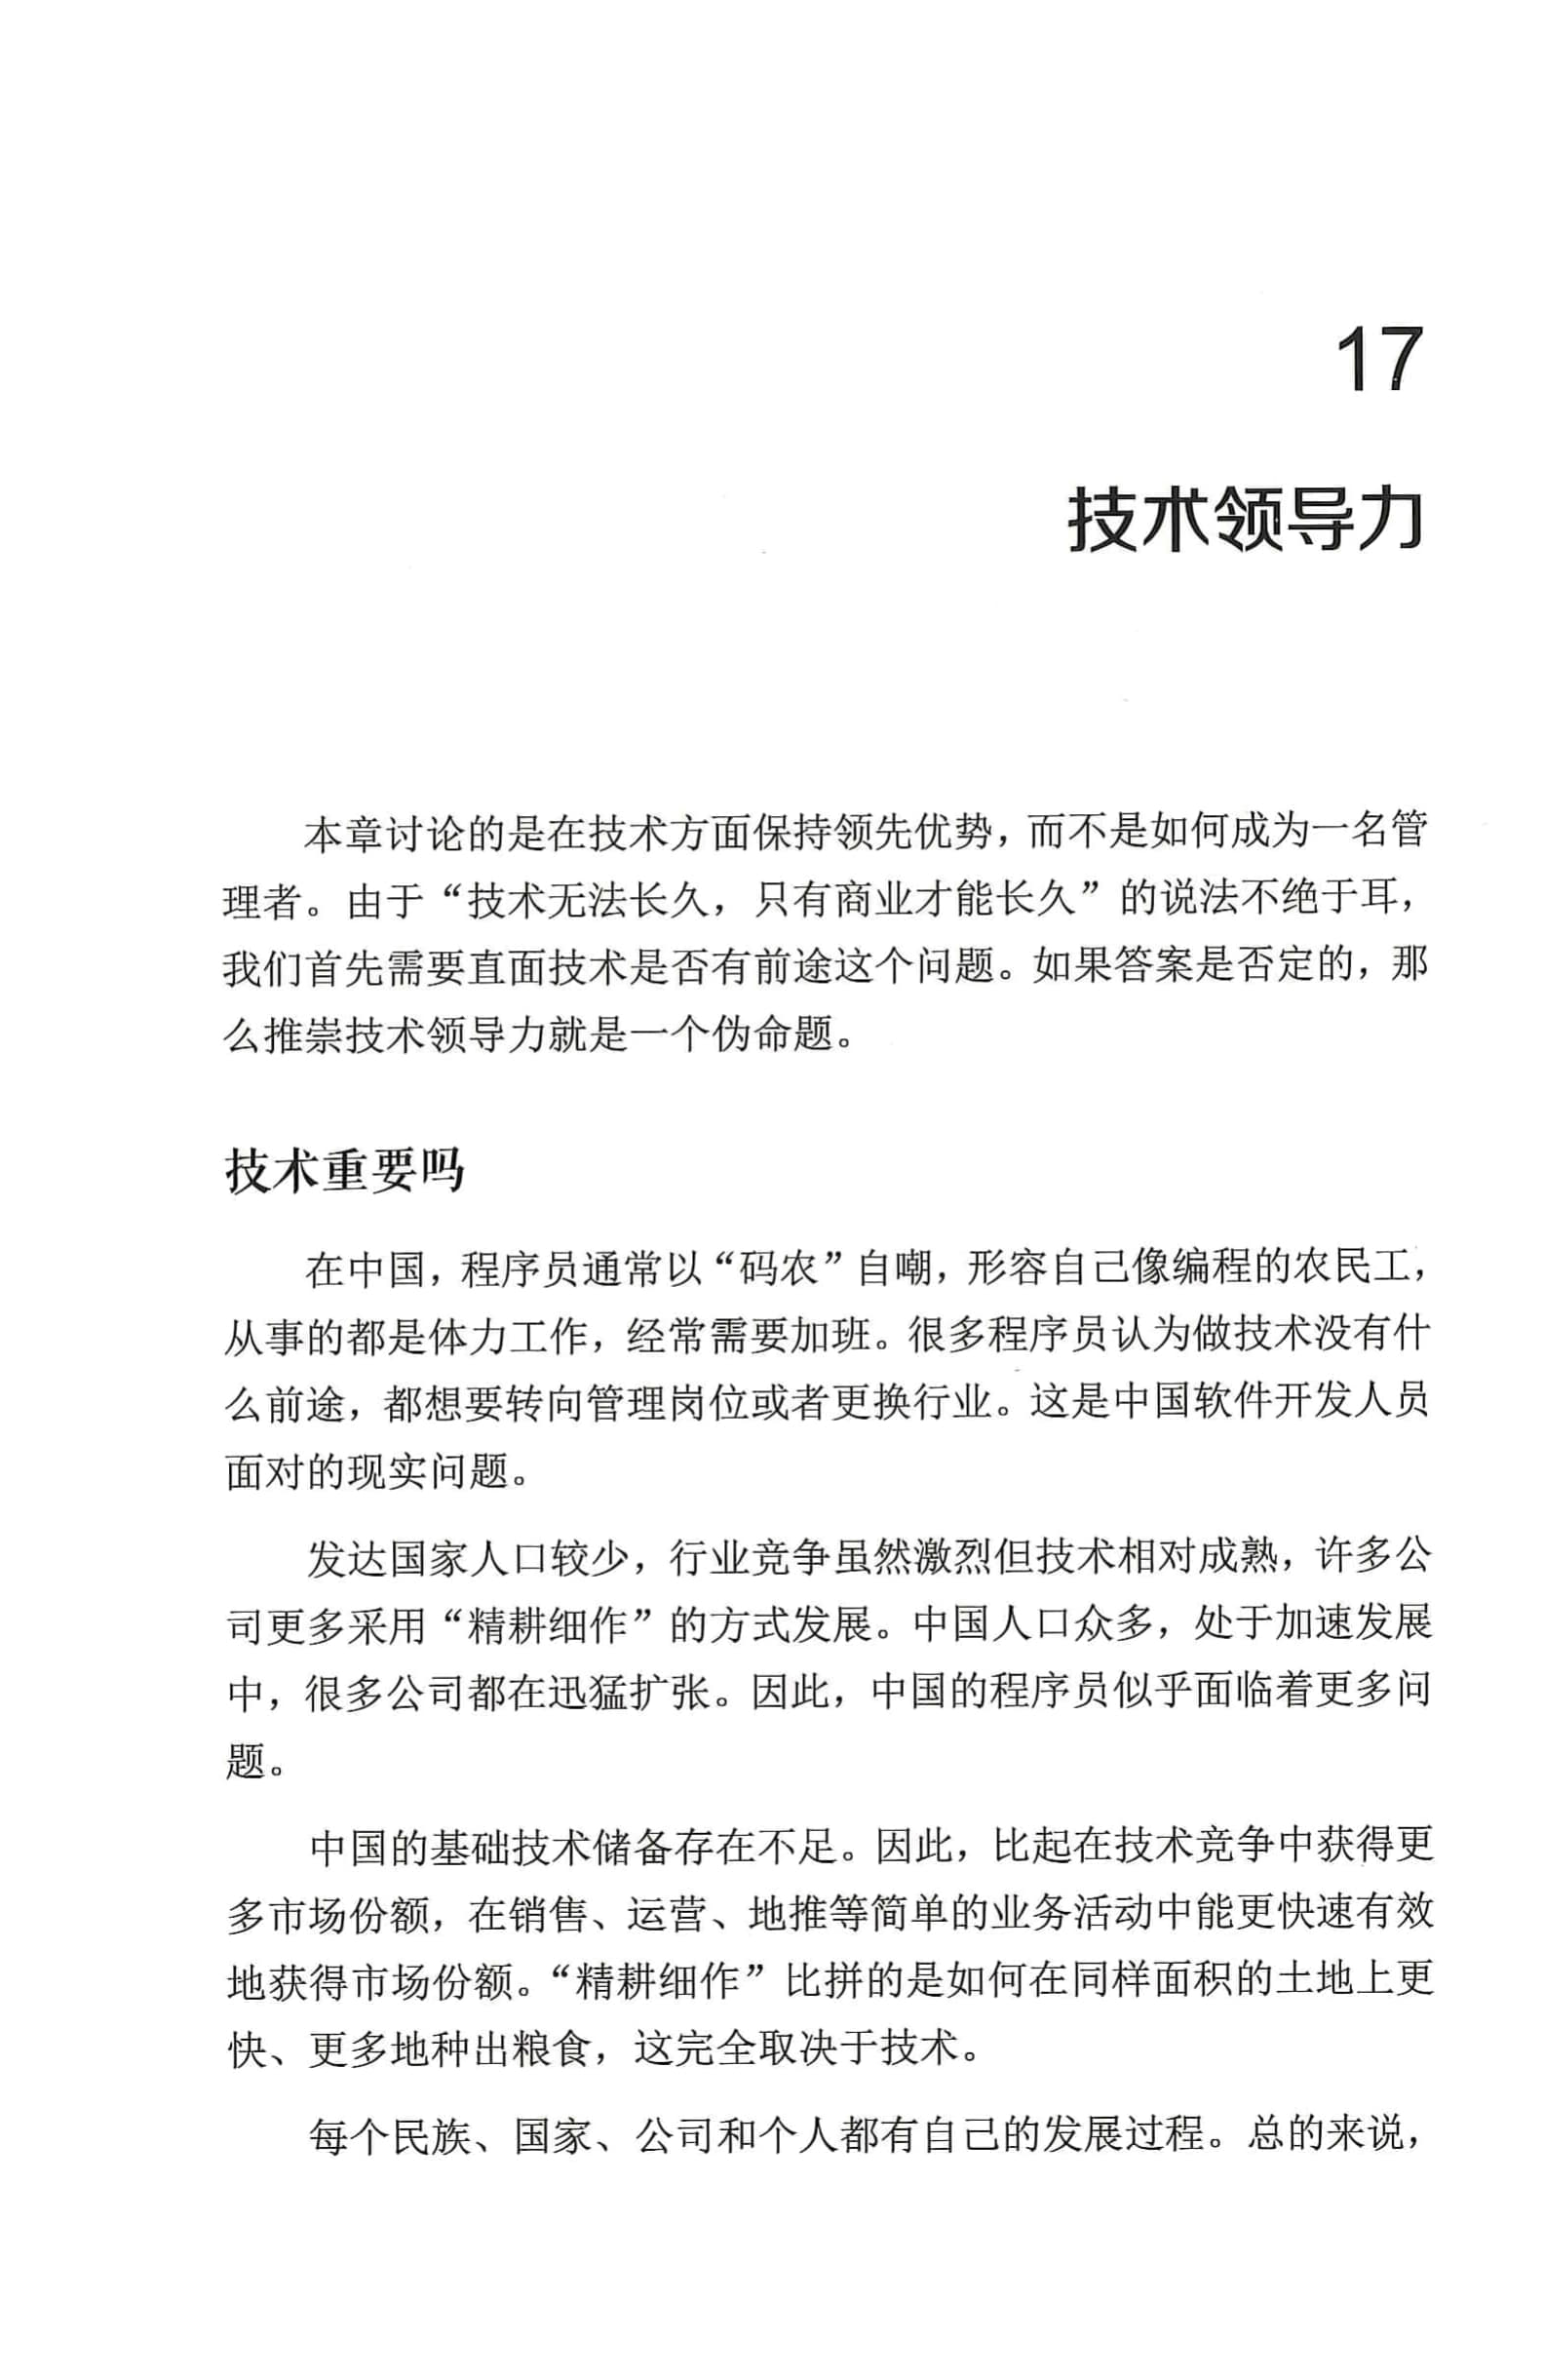 17
技术领导力
本章讨论的是在技术方面保持领先优势，而不是如何成为一名管
理者。由于“技术无法长久，只有商业才能长久”的说法不绝于耳，
我们首先需要直面技术是否有前途这个问题。如果答案是否定的，那
么推崇技术领导力就是一个伪命题。
技术重要吗
在中国，程序员通常以“码农”自嘲，形容自己像编程的农民工，
从事的都是体力工作，经常需要加班。很多程序员认为做技术没有什
么前途，都想要转向管理岗位或者更换行业。这是中国软件开发人员
面对的现实问题。
发达国家人口较少，行业竞争虽然激烈但技术相对成熟，许多公
司更多采用“精耕细作”的方式发展。中国人口众多，处于加速发展
中，很多公司都在迅猛扩张。因此，中国的程序员似乎面临着更多问
题。
中国的基础技术储备存在不足。因此，比起在技术竞争中获得更
多市场份额，在销售、运营、地推等简单的业务活动中能更快速有效
地获得市场份额。“精耕细作”比拼的是如何在同样面积的土地上更
快、更多地种出粮食，这完全取决于技术。
每个民族、国家、公司和个人都有自己的发展过程。总的来说，